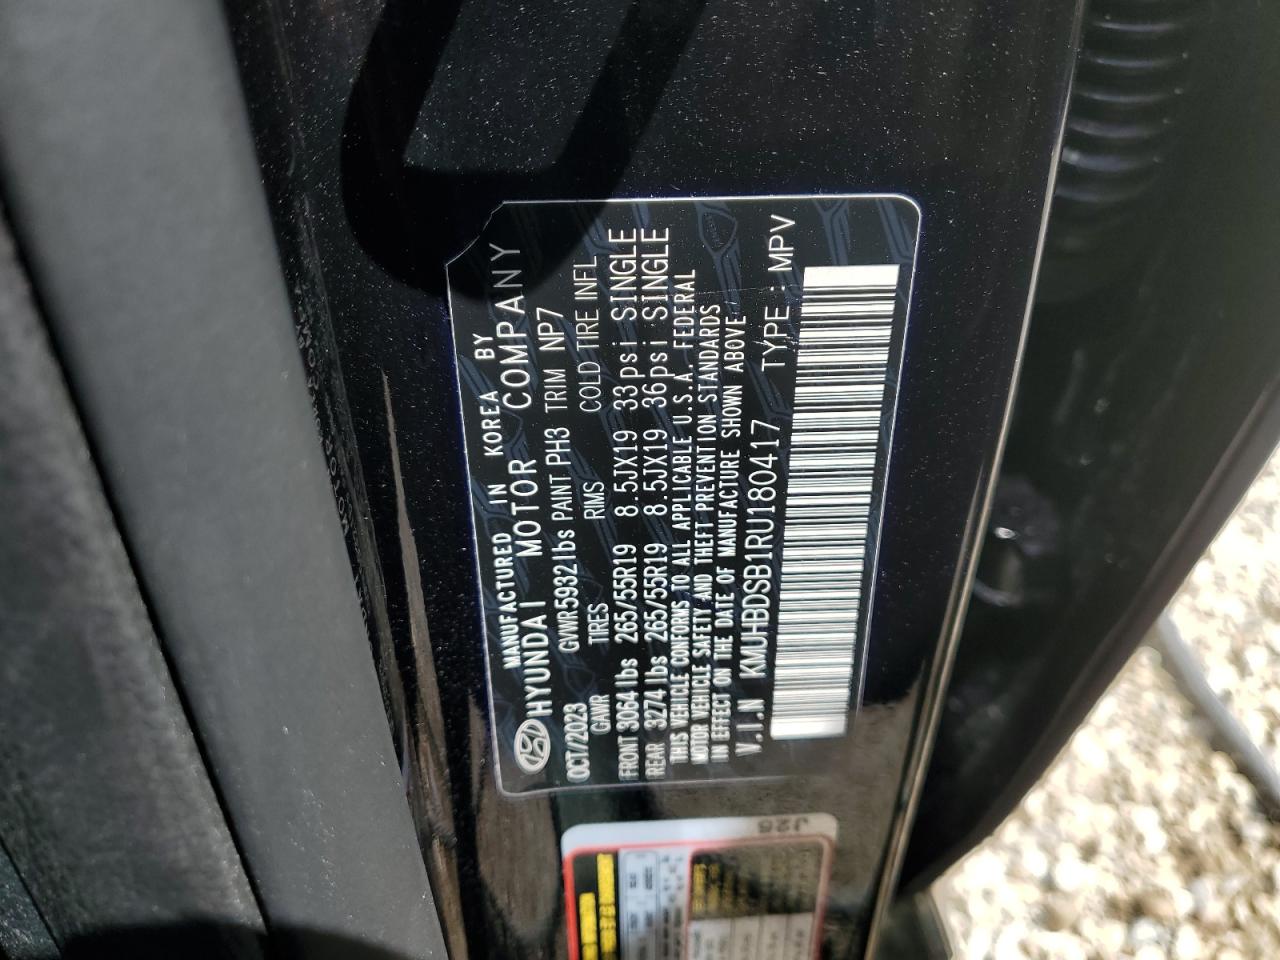 MANUFACTURED IN KOREA BY
HYUNDAI MOTOR COMPANY
OCT/2023 GVWR5932lbs PAINT PH3 TRIM NP7
GAWR TIRES RIMS COLD TIRE INFL
FRONT 3064lbs 265/55R19 8.5JX19 33psi SINGLE
REAR 3274lbs 265/55R19 8.5JX19 36psi SINGLE
THIS VEHICLE CONFORMS TO ALL APPLICABLE U.S.A. FEDERAL
MOTOR VEHICLE SAFETY AND THEFT PREVENTION STANDARDS
IN EFFECT ON THE DATE OF MANUFACTURE SHOWN ABOVE
V.I.N KMUHBDSB1RU180417 TYPE : MPV
J26